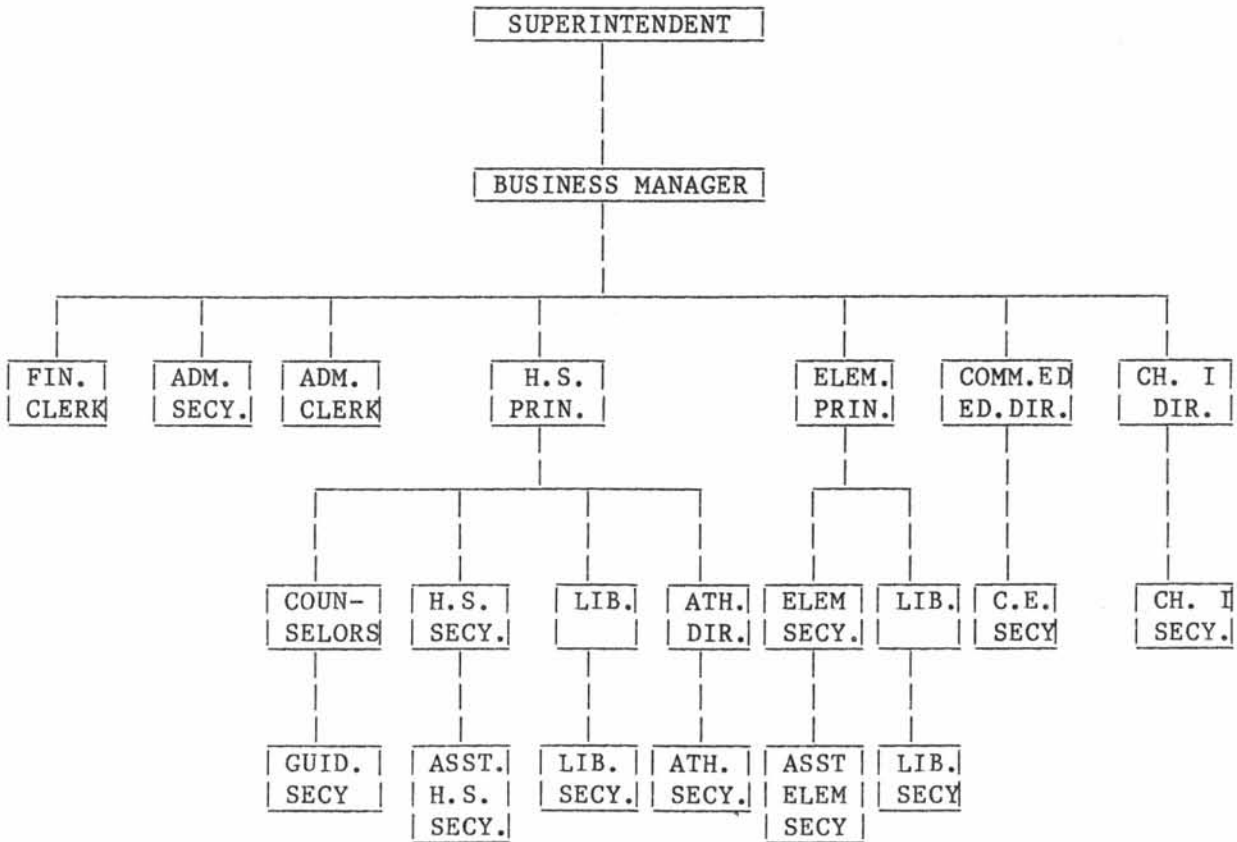 SUPERINTENDENT
BUSINESS MANAGER
FIN.
CLERK
ADM.
SECY.
ADM.
CLERK
H.S.
PRIN.
ELEM.
PRIN.
COMM.ED
ED.DIR.
CH. I
DIR.
COUN-
SELORS
H.S.
SECY.
LIB.
ATH.
DIR.
ELEM
SECY.
LIB.
C.E.
SECY
CH. I
SECY.
GUID.
SECY
ASST.
H.S.
SECY.
LIB.
SECY.
ATH.
SECY.
ASST
ELEM
SECY
LIB.
SECY